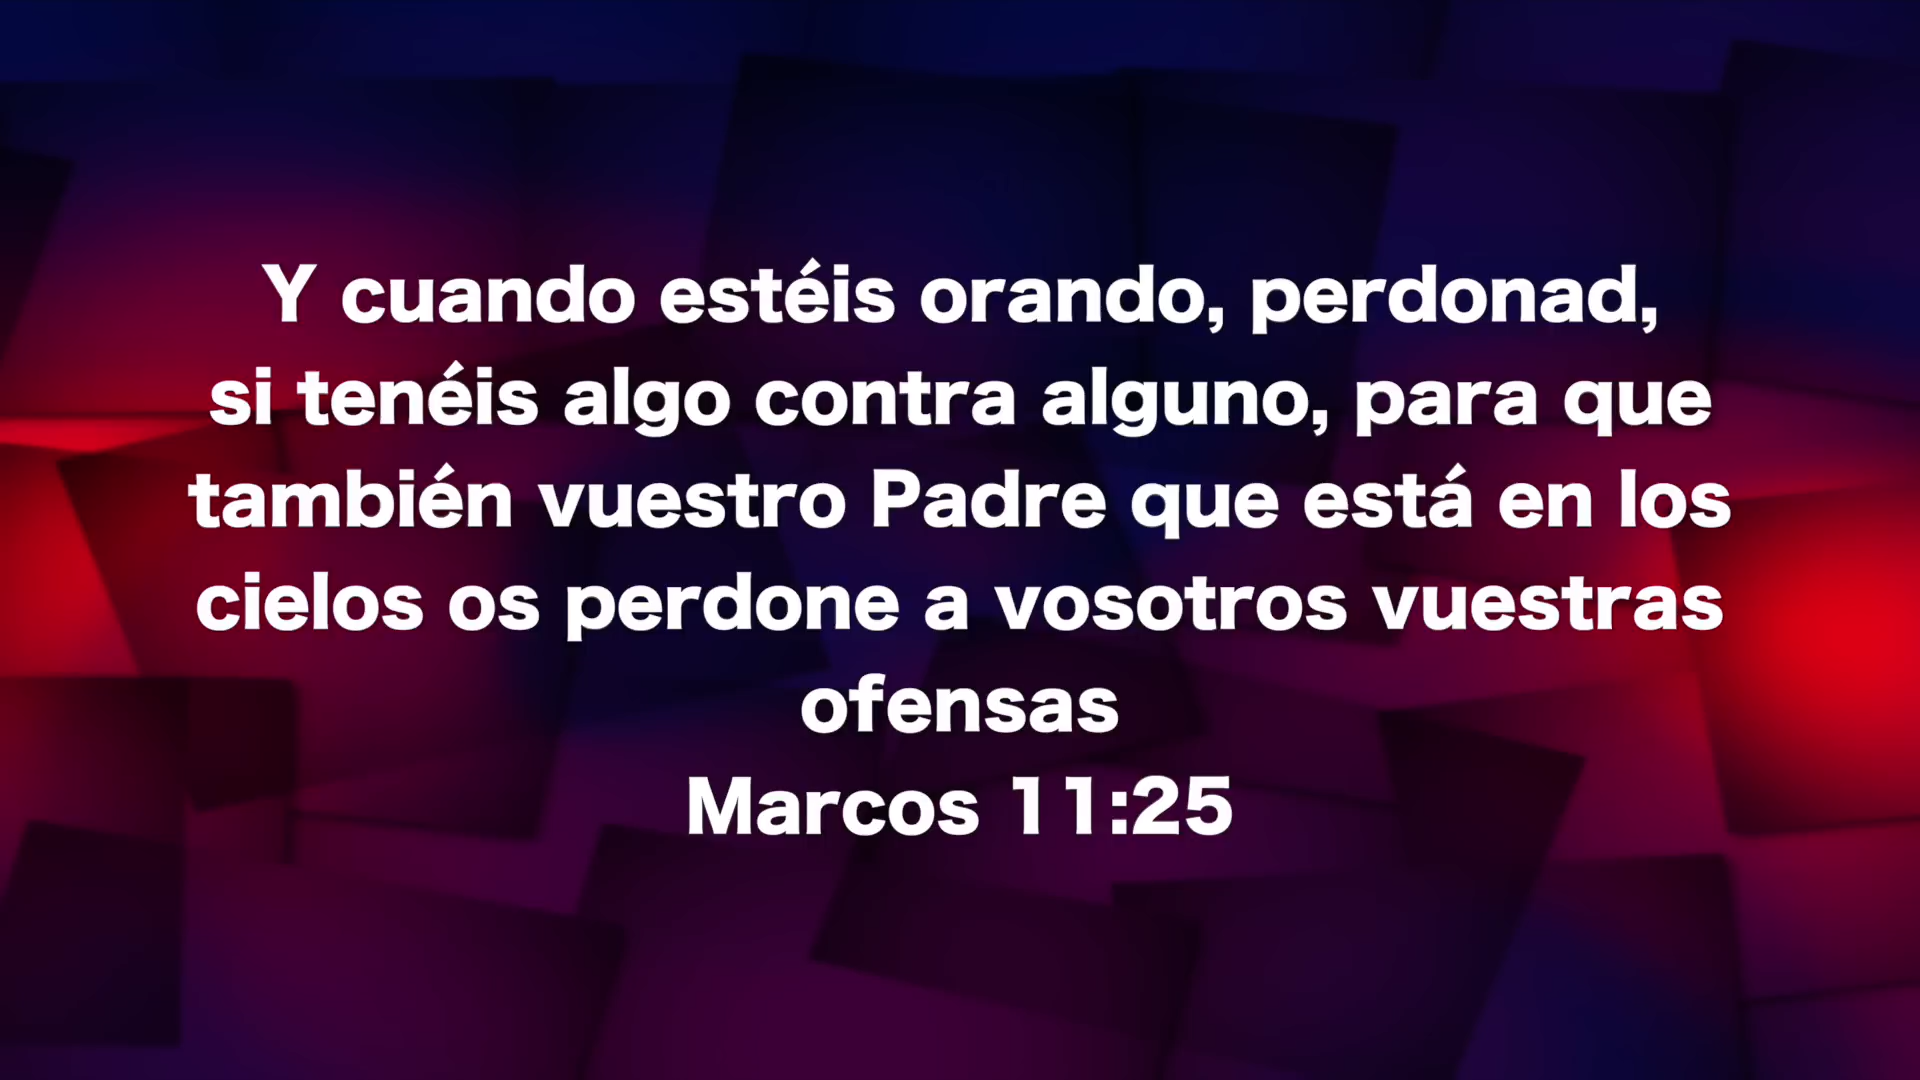 Y cuando estéis orando, perdonad,
si tenéis algo contra alguno, para que
también vuestro Padre que está en los
cielos os perdone a vosotros vuestras
ofensas
Marcos 11:25